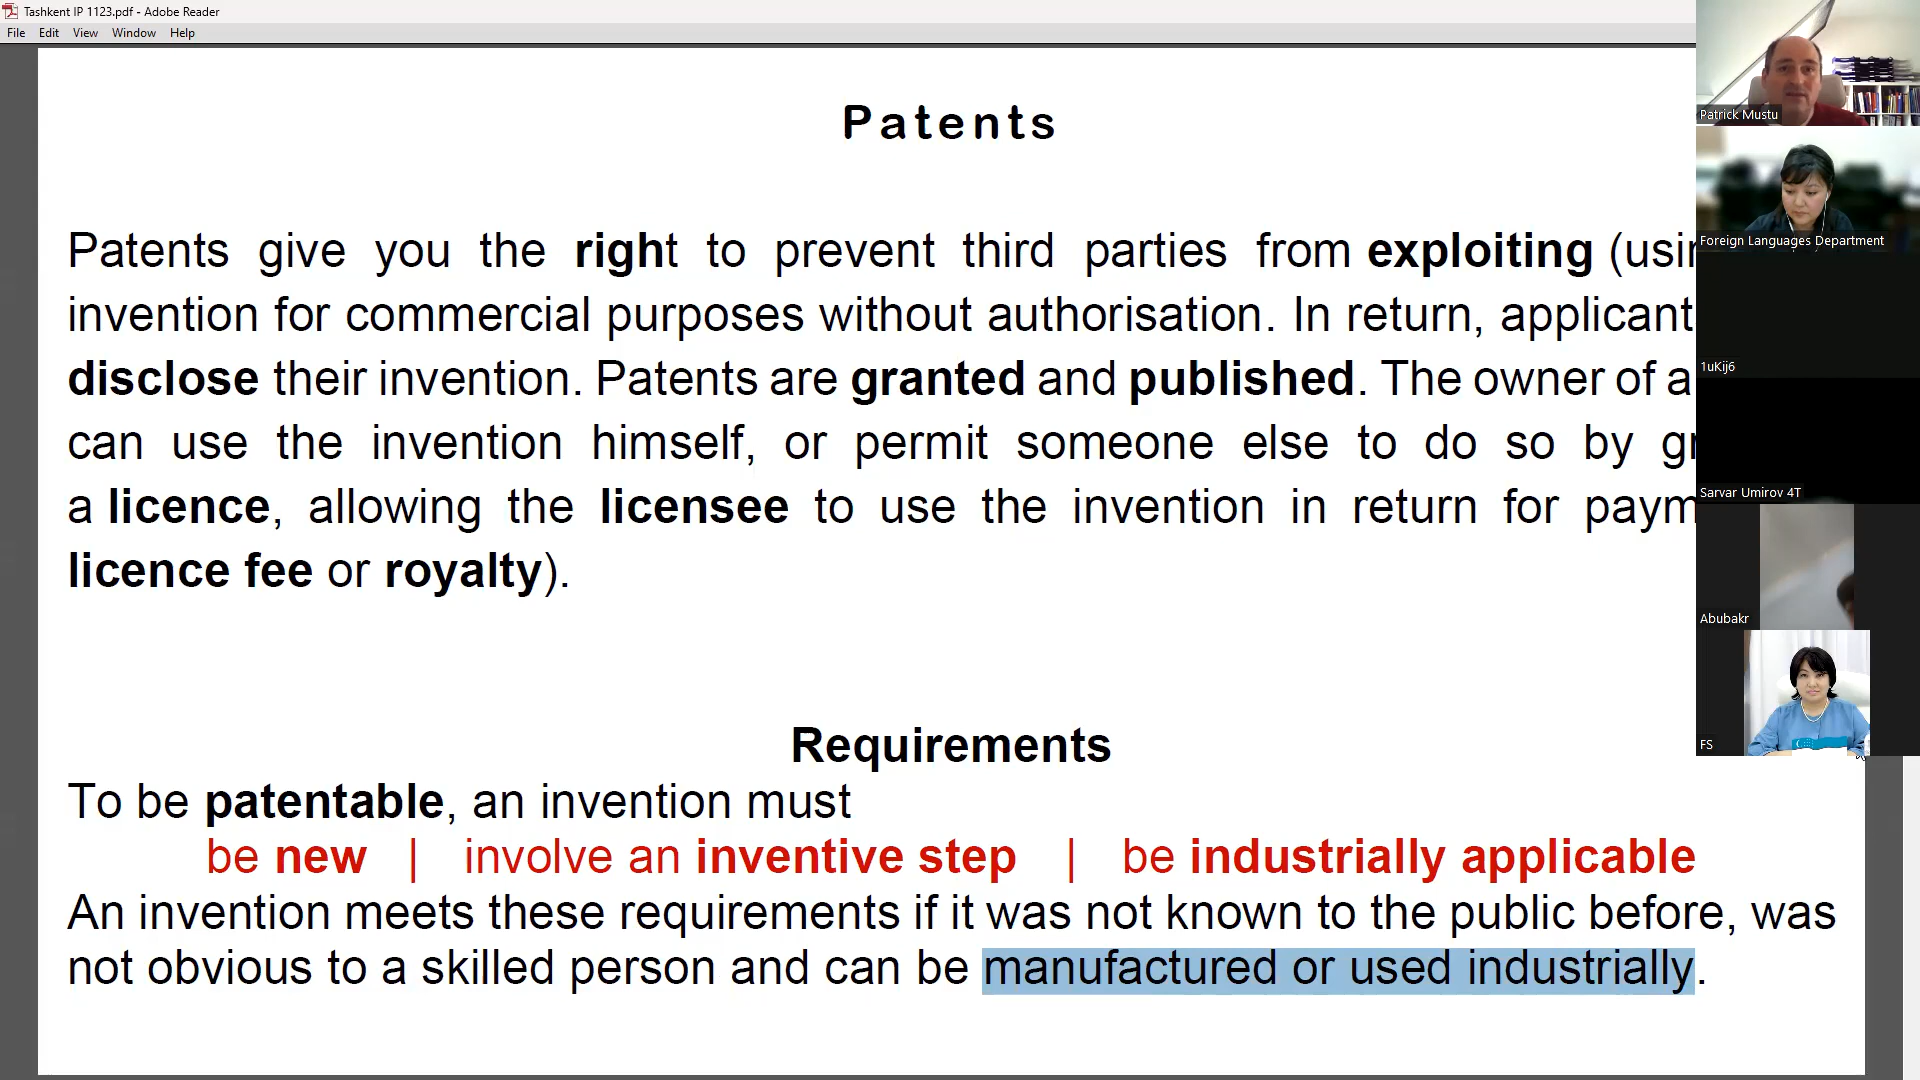 Tashkent IP 1123.pdf - Adobe Reader
File Edit View Window Help
Patents
Patents give you the right to prevent third parties from exploiting
invention for commercial purposes without authorisation. In return,
disclose their invention. Patents are granted and published. The owner of a
can use the invention himself, or permit someone else to do so by
a licence, allowing the licensee to use the invention in return for
licence fee or royalty).
Requirements
To be patentable, an invention must
be new | involve an inventive step | be industrially applicable
An invention meets these requirements if it was not known to the public before, was
not obvious to a skilled person and can be manufactured or used industrially.
Patrick Mustu
Foreign Languages Department
1uKij6
Sarvar Umirov 4T
Abubakr
FS